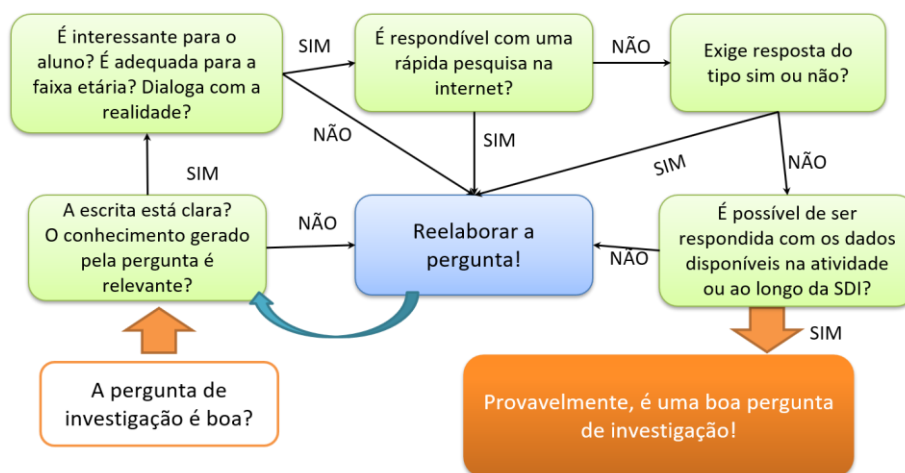 É interessante para o
aluno? É adequada para a
faixa etária? Dialoga com a
realidade?
SIM
É respondível com uma
rápida pesquisa na
internet?
NÃO
Exige resposta do
tipo sim ou não?
NÃO
SIM
SIM
NÃO
SIM
A escrita está clara?
O conhecimento gerado
pela pergunta é
relevante?
NÃO
Reelaborar a
pergunta!
NÃO
É possível de ser
respondida com os dados
disponíveis na atividade
ou ao longo da SDI?
SIM
A pergunta de
investigação é boa?
Provavelmente, é uma boa pergunta
de investigação!